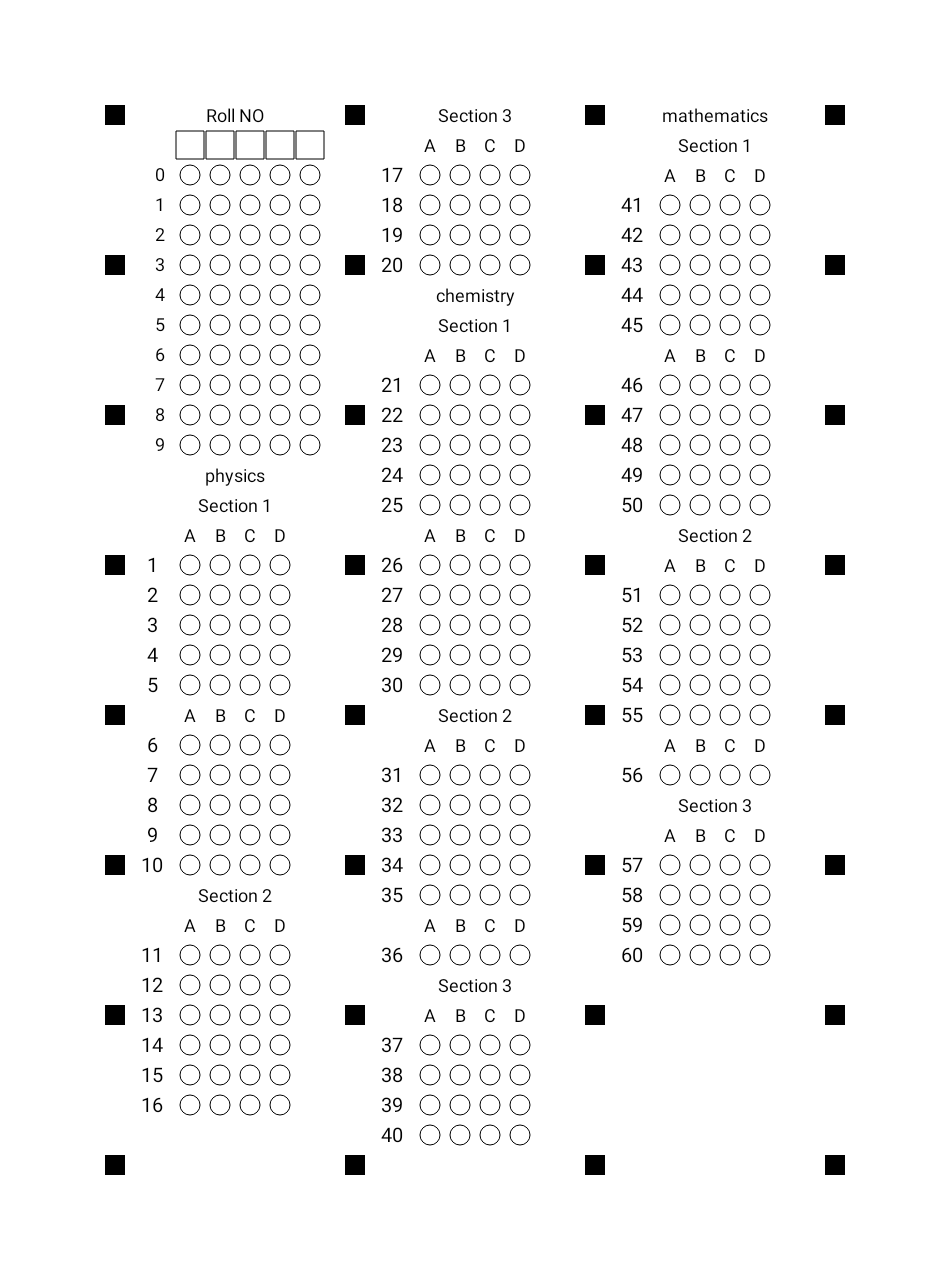 Roll NO
0
1
2
3
4
5
6
7
8
9
physics
Section 1
A B C D
1
2
3
4
5
A B C D
6
7
8
9
10
Section 2
A B C D
11
12
13
14
15
16
Section 3
A B C D
17
18
19
20
chemistry
Section 1
A B C D
21
22
23
24
25
A B C D
26
27
28
29
30
Section 2
A B C D
31
32
33
34
35
A B C D
36
Section 3
A B C D
37
38
39
40
mathematics
Section 1
A B C D
41
42
43
44
45
A B C D
46
47
48
49
50
Section 2
A B C D
51
52
53
54
55
A B C D
56
Section 3
A B C D
57
58
59
60